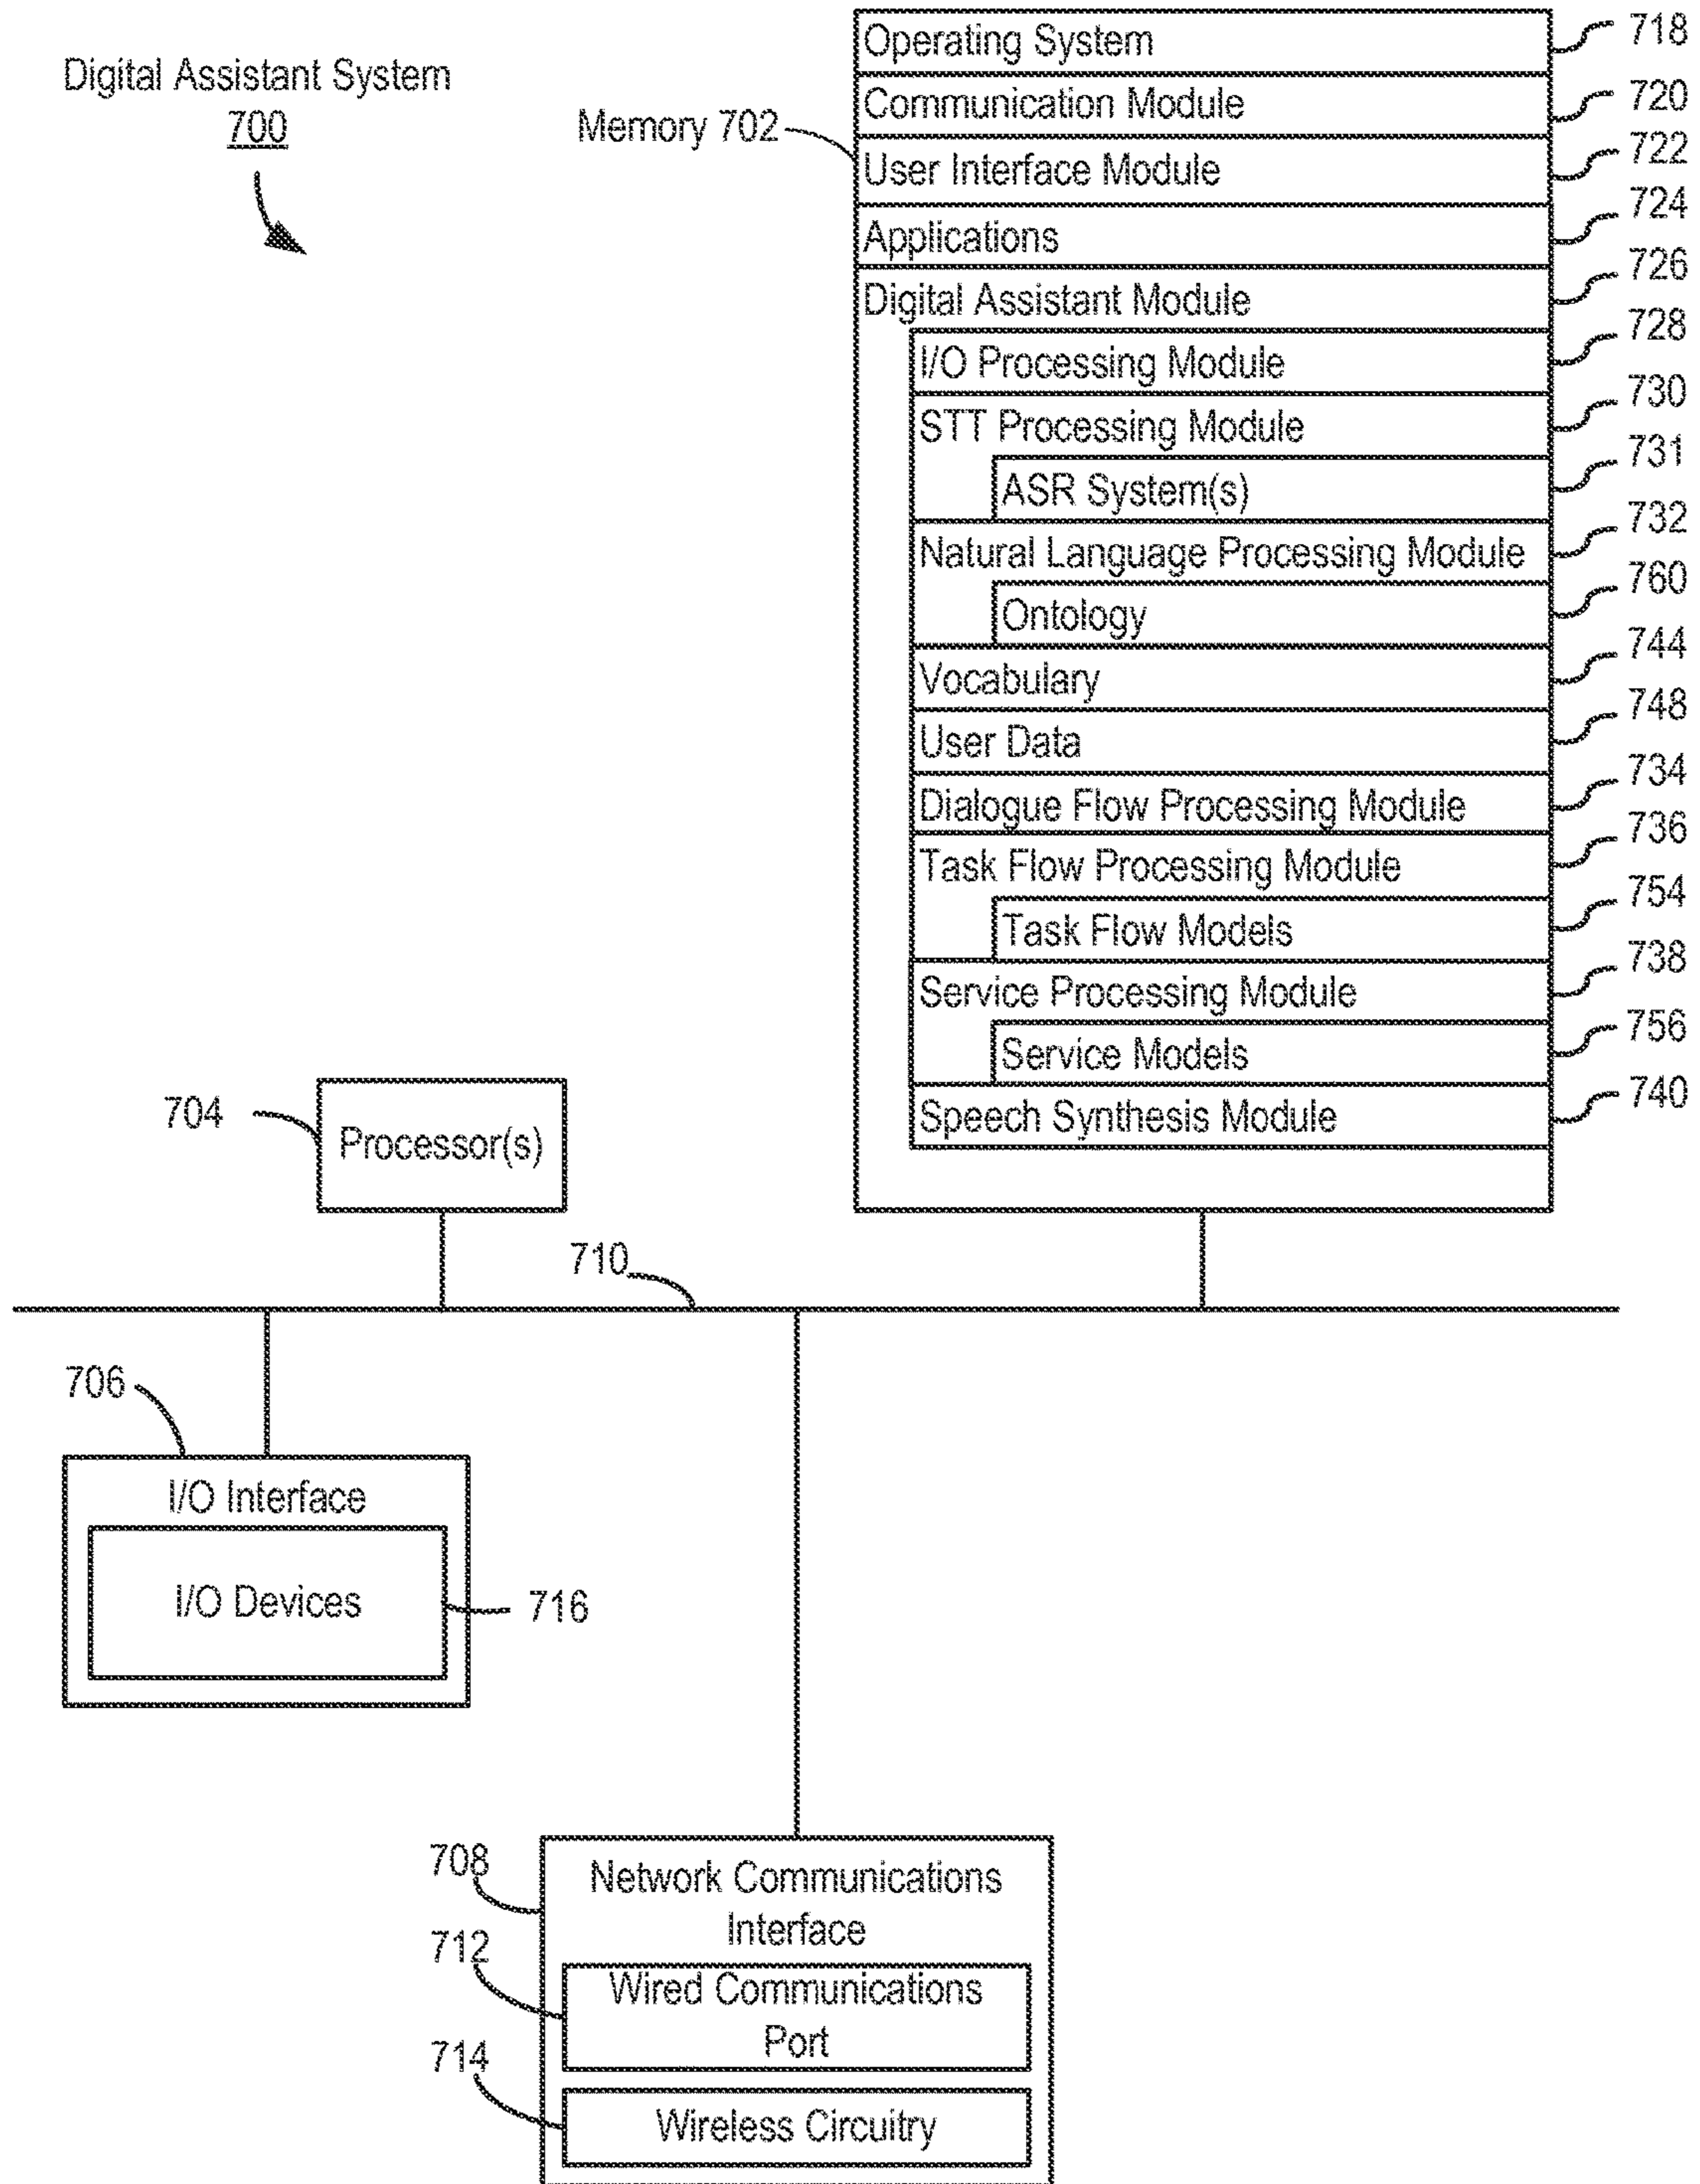 Digital Assistant System
700
Memory 702
Operating System
718
Communication Module
720
User Interface Module
722
Applications
724
Digital Assistant Module
726
I/O Processing Module
728
STT Processing Module
730
ASR System(s)
731
Natural Language Processing Module
732
Ontology
760
Vocabulary
744
User Data
748
Dialogue Flow Processing Module
734
Task Flow Processing Module
736
Task Flow Models
754
Service Processing Module
738
Service Models
756
Speech Synthesis Module
740
704
Processor(s)
710
706
I/O Interface
I/O Devices
716
708
Network Communications
Interface
712
Wired Communications
Port
714
Wireless Circuitry